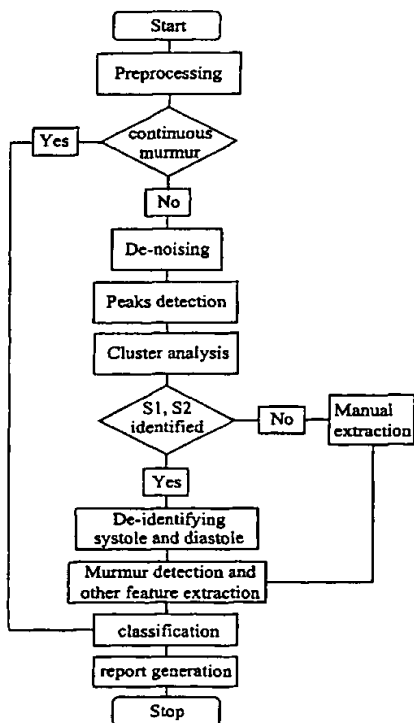 Start
Preprocessing
Yes
continuous
murmur
No
De-noising
Peaks detection
Cluster analysis
S1, S2
identified
No
Manual
extraction
Yes
De-identifying
systole and diastole
Murmur detection and
other feature extraction
classification
report generation
Stop